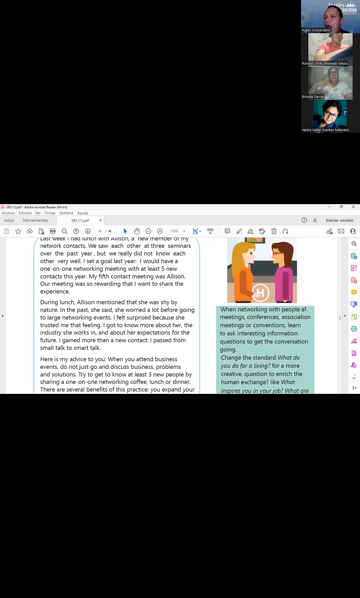 Inglés Corporativo
Roberto Ulises Alvarado Meza
Brenda García
Inicio
Herramientas
Iniciar sesión
Archivo Edición Ver Firmar Ventana Ayuda
Last week I had lunch with Allison, a new member of my
network contacts. We saw each other at three seminars
over the past year, but we really did not know each
other very well. I set a goal last year: I would have a
one-on-one networking meeting with at least 5 new
contacts this year. My fifth contact meeting was Allison.
Our meeting was so rewarding that I want to share the
experience.
During lunch, Allison mentioned that she was shy by
nature. In the past, she said, she worried a lot before going
to large networking events. I felt surprised because she
trusted me that feeling. I got to know more about her, the
industry she works in, and about her expectations for the
future. I gained more than a new contact: I passed from
small talk to smart talk.
Here is my advice to you: When you attend business
events, do not just go and discuss business, problems
and solutions. Try to get to know at least 3 new people by
sharing a one-on-one networking coffee, lunch or dinner.
There are several benefits of this practice: you expand your
H
When networking with people at
meetings, conferences, association
meetings or conventions, learn
to ask interesting information
questions to get the conversation
going.
Change the standard What do
you do for a living? for a more
creative, question to enrich the
human exchange? like What
inspires you in your job? What are